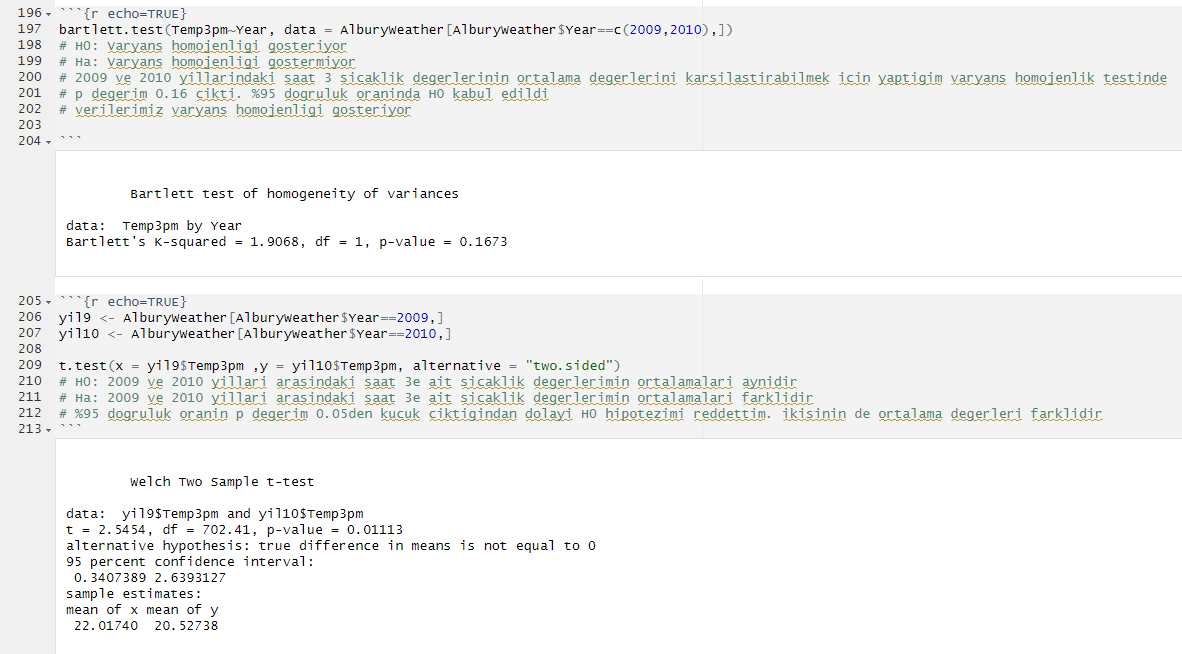 196 ```{r echo=TRUE}
197 bartlett.test(Temp3pm~Year, data = AlburyWeather[AlburyWeather$Year==c(2009,2010),])
198 # H0: Varyans homojenligi gosteriyor
199 # Ha: Varyans homojenligi gostermiyor
200 # 2009 ve 2010 yillarindaki saat 3 sicaklik degerlerinin ortalama degerlerini karsilastirabilmek icin yaptigim varyans homojenlik testinde
201 # p degerim 0.16 cikti. %95 dogruluk oraninda H0 kabul edildi
202 # verilerimiz varyans homojenligi gosteriyor
203
204 ```
Bartlett test of homogeneity of variances
data:  Temp3pm by Year
Bartlett's K-squared = 1.9068, df = 1, p-value = 0.1673
205 ```{r echo=TRUE}
206 yil9 <- AlburyWeather[AlburyWeather$Year==2009,]
207 yil10 <- AlburyWeather[AlburyWeather$Year==2010,]
208
209 t.test(x = yil9$Temp3pm ,y = yil10$Temp3pm, alternative = "two.sided")
210 # H0: 2009 ve 2010 yillari arasindaki saat 3e ait sicaklik degerlerimin ortalamalari aynidir
211 # Ha: 2009 ve 2010 yillari arasindaki saat 3e ait sicaklik degerlerimin ortalamalari farklidir
212 # %95 dogruluk oranin p degerim 0.05den kucuk ciktigindan dolayi H0 hipotezimi reddettim. ikisinin de ortalama degerleri farklidir
213 ```
Welch Two Sample t-test
data:  yil9$Temp3pm and yil10$Temp3pm
t = 2.5454, df = 702.41, p-value = 0.01113
alternative hypothesis: true difference in means is not equal to 0
95 percent confidence interval:
0.3407389 2.6393127
sample estimates:
mean of x mean of y
22.01740  20.52738